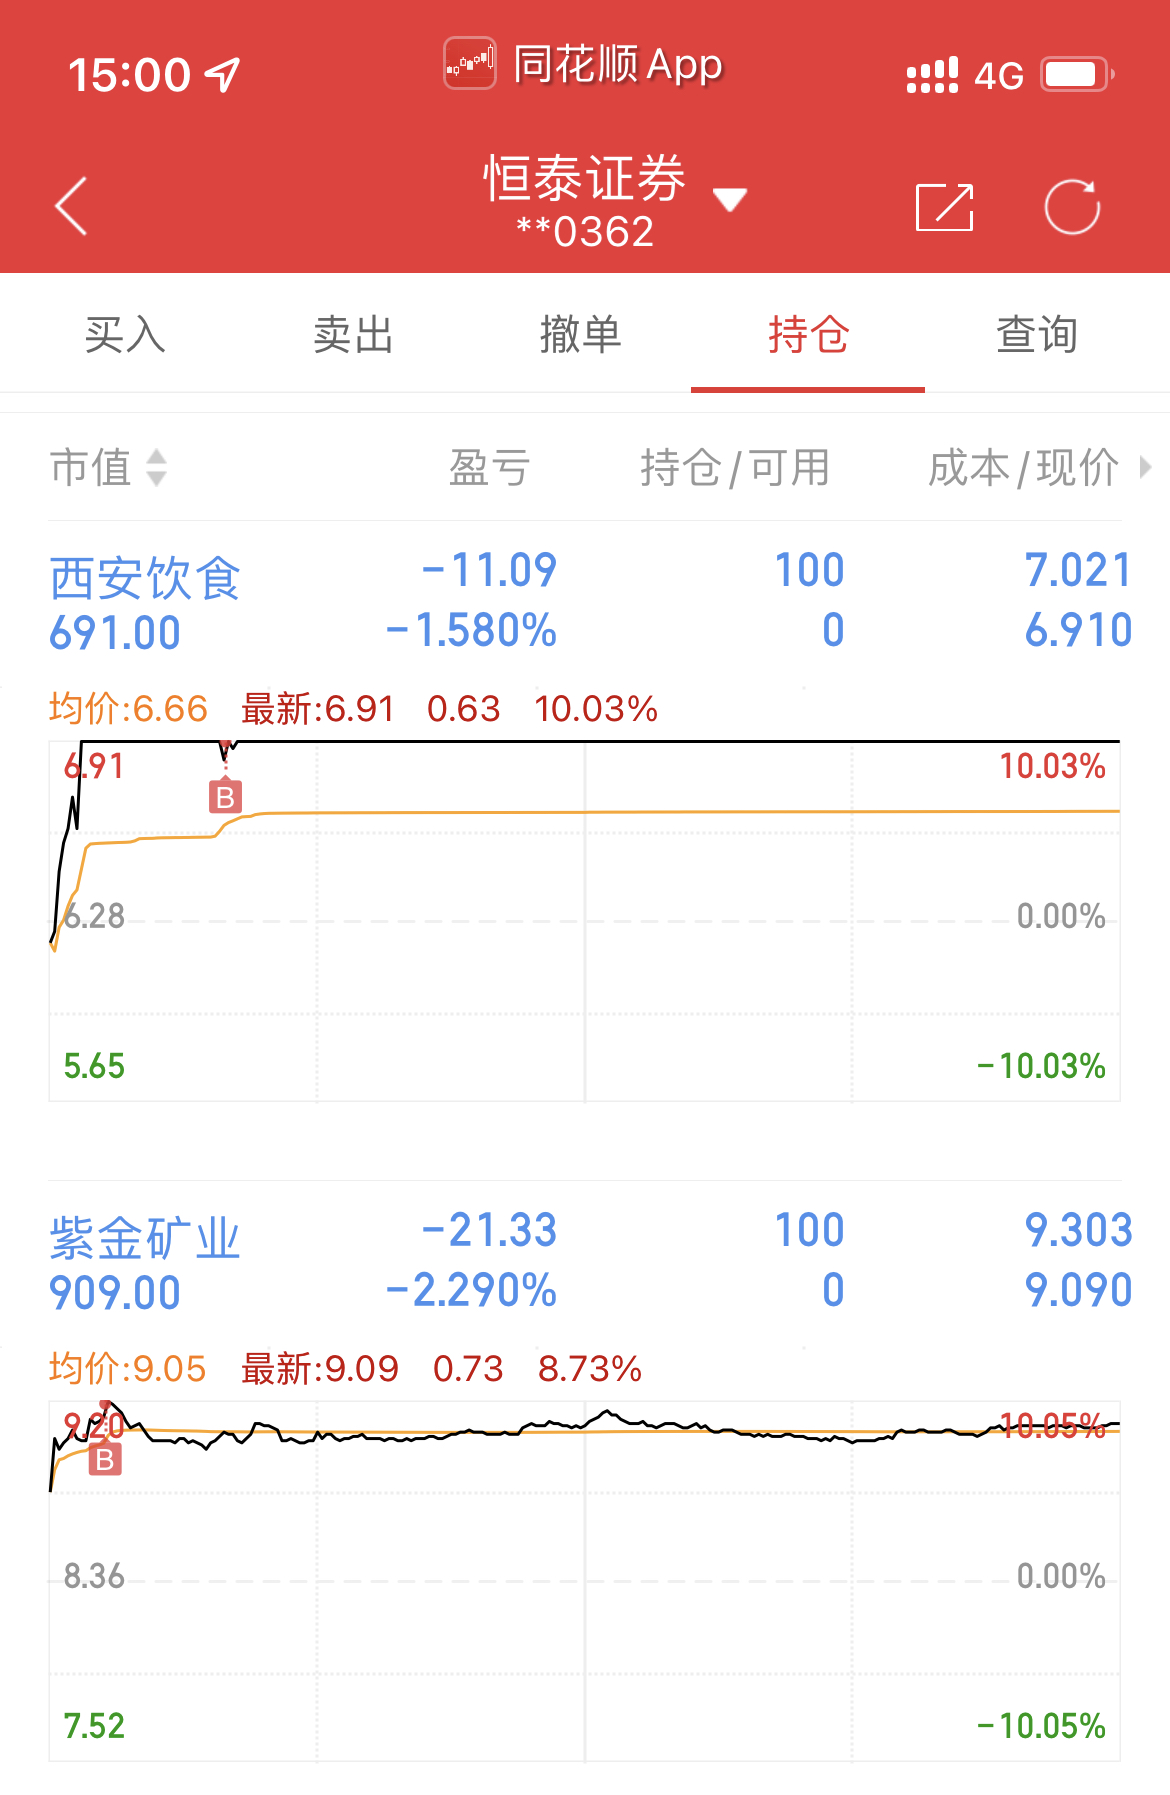 15:00
同花顺 App
4G
恒泰证券
**0362
买入 卖出 撤单 持仓 查询
市值 盈亏 持仓/可用 成本/现价
西安饮食 -11.09 100 7.021
691.00 -1.580% 0 6.910
均价:6.66 最新:6.91 0.63 10.03%
6.91 10.03%
B
6.28 0.00%
5.65 -10.03%
紫金矿业 -21.33 100 9.303
909.00 -2.290% 0 9.090
均价:9.05 最新:9.09 0.73 8.73%
9.20 10.05%
B
8.36 0.00%
7.52 -10.05%